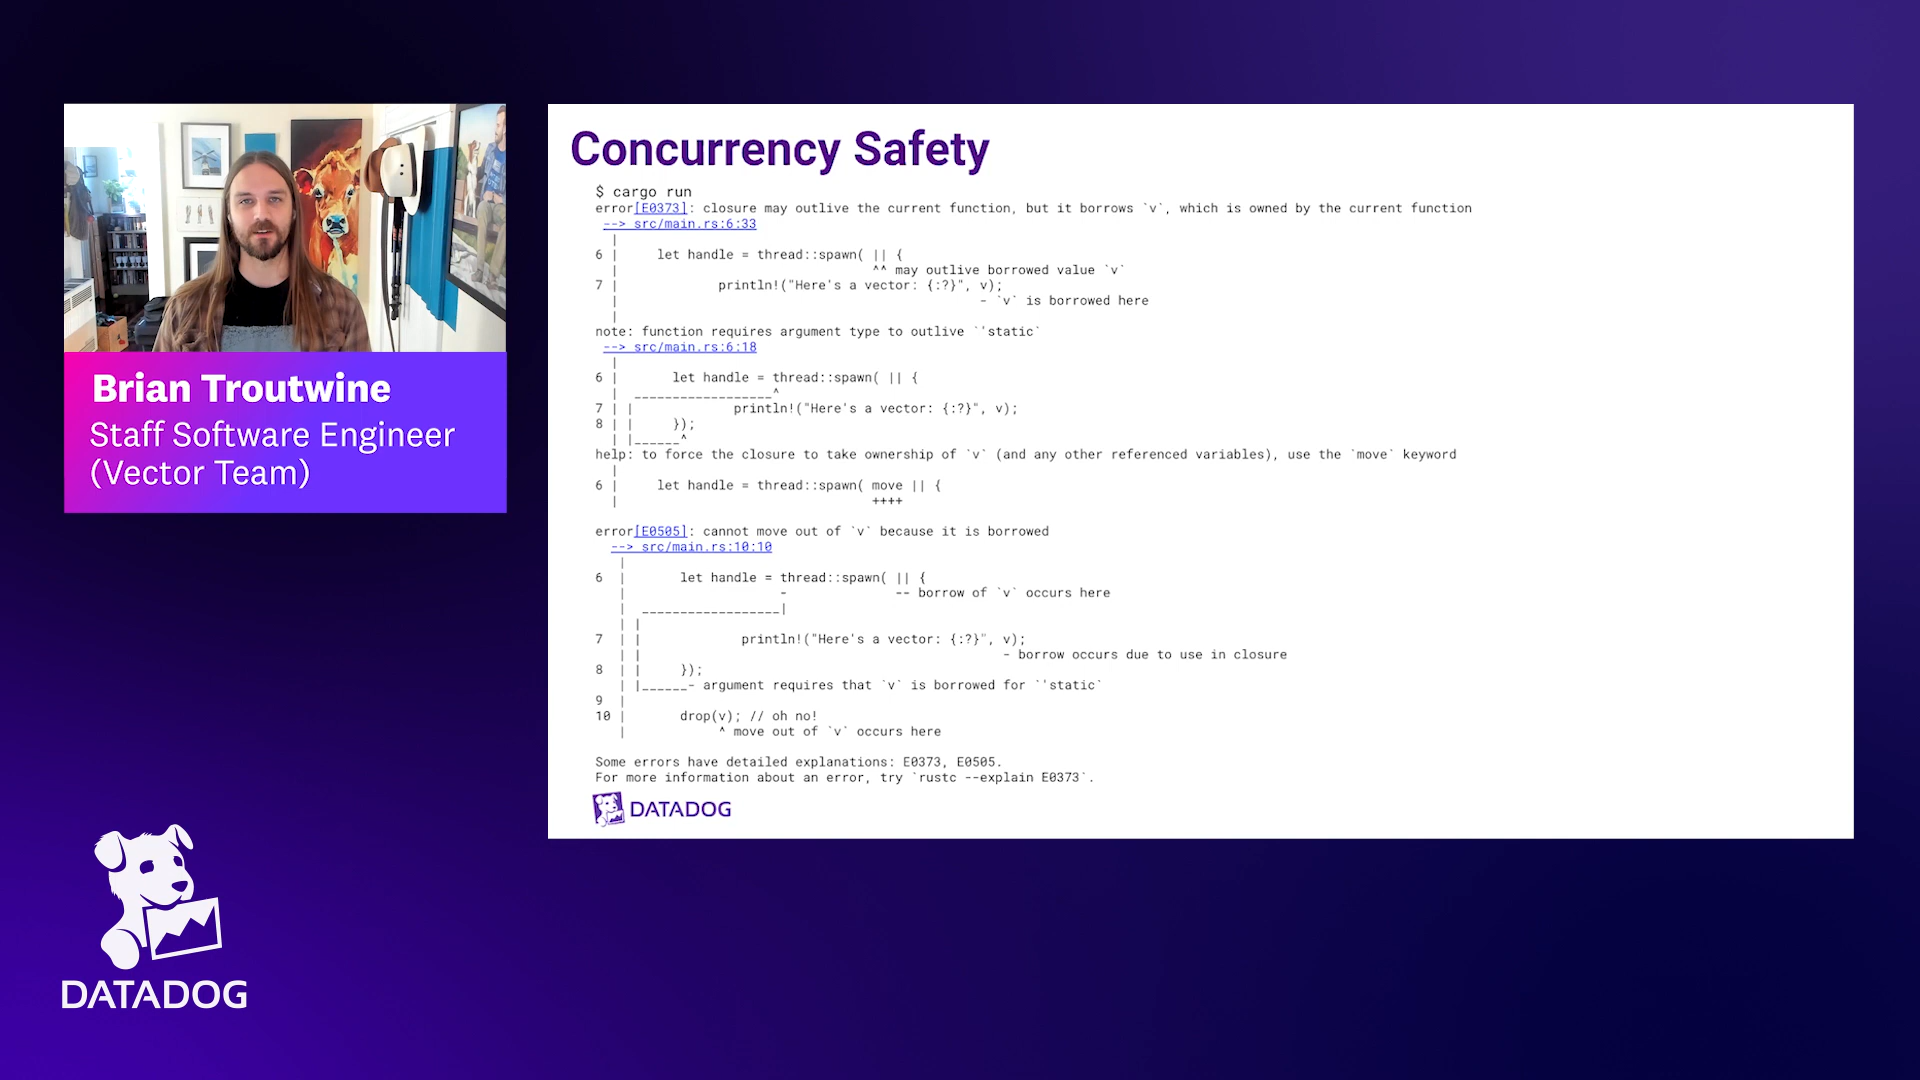 Brian Troutwine
Staff Software Engineer
(Vector Team)
DATADOG
Concurrency Safety
$ cargo run
error[E0373]: closure may outlive the current function, but it borrows `v`, which is owned by the current function
--> src/main.rs:6:33
|
6 | let handle = thread::spawn( || {
| ^^ may outlive borrowed value `v`
7 | println!("Here's a vector: {:?}", v);
| - `v` is borrowed here
|
note: function requires argument type to outlive `'static`
--> src/main.rs:6:18
|
6 | let handle = thread::spawn( || {
| __________________^
7 | | println!("Here's a vector: {:?}", v);
8 | | });
| |______^
help: to force the closure to take ownership of `v` (and any other referenced variables), use the `move` keyword
|
6 | let handle = thread::spawn( move || {
| ++++
error[E0505]: cannot move out of `v` because it is borrowed
--> src/main.rs:10:10
|
6 | let handle = thread::spawn( || {
| - -- borrow of `v` occurs here
| __________________|
| |
7 | | println!("Here's a vector: {:?}", v);
| | - borrow occurs due to use in closure
8 | | });
| |______- argument requires that `v` is borrowed for `'static`
9 |
10 | drop(v); // oh no!
| ^ move out of `v` occurs here
Some errors have detailed explanations: E0373, E0505.
For more information about an error, try `rustc --explain E0373`.
DATADOG